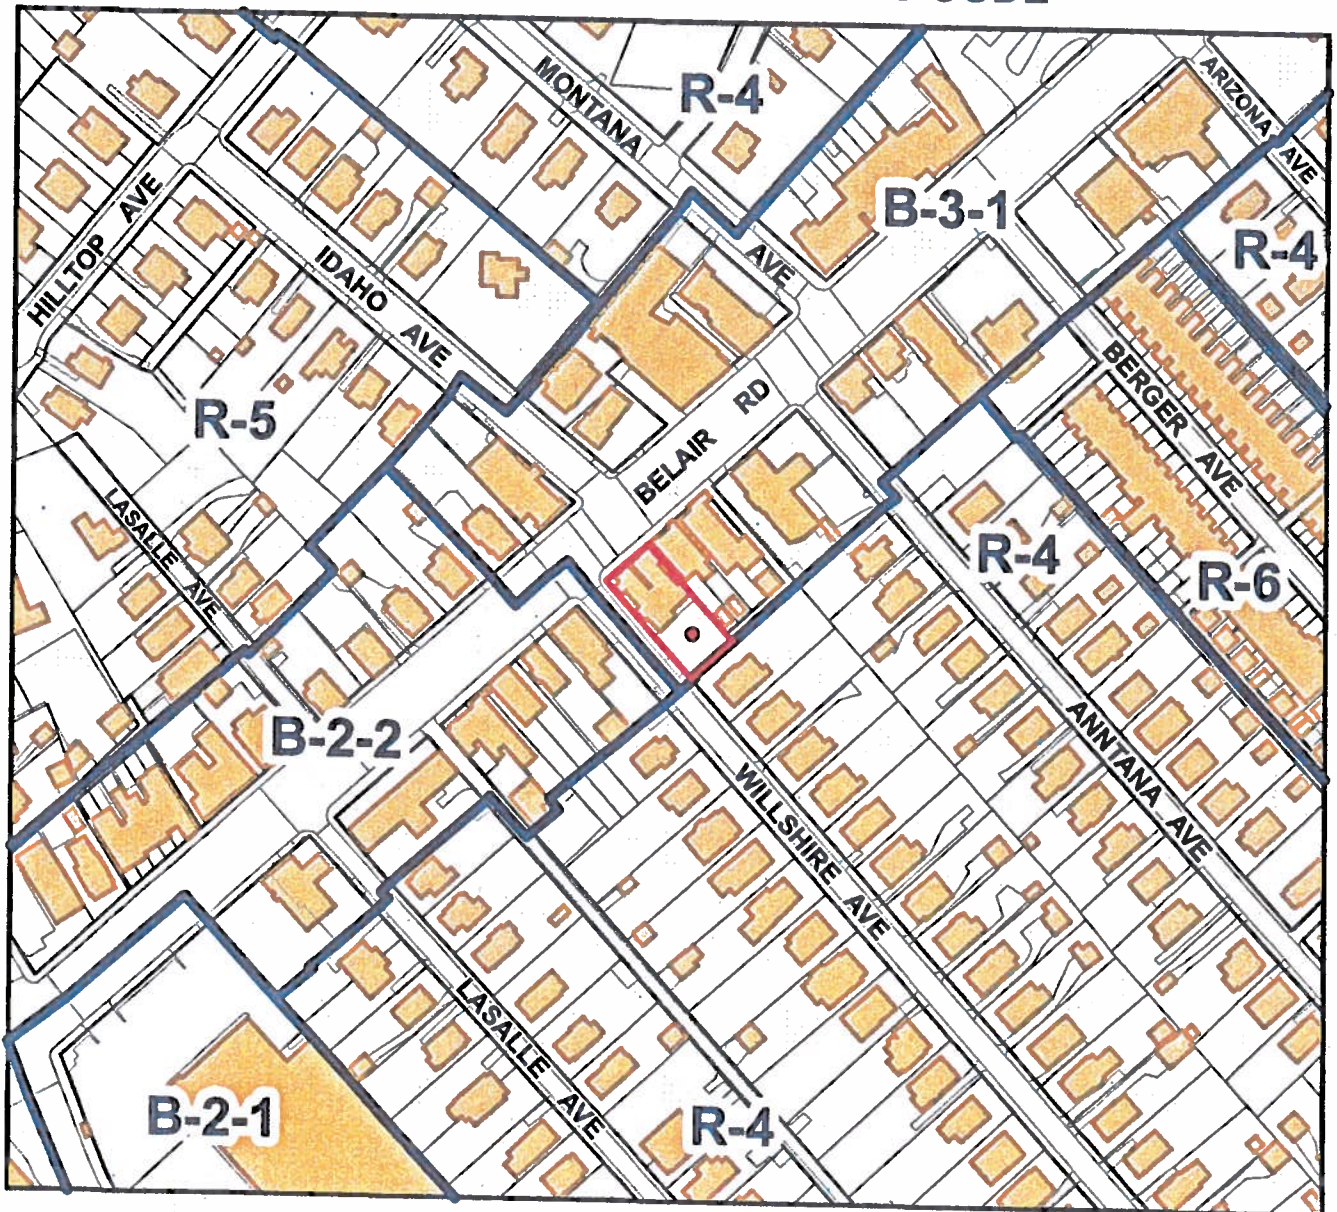 MONTANA
R-4
ARIZONA
AVE
HILLTOP AVE
B-3-1
R-4
IDAHO AVE
AVE
BERGER AVE
R-5
BELAIR RD
LASALLE AVE
R-4
R-6
B-2-2
WILLSHIRE AVE
ANNTANA AVE
LASALLE AVE
B-2-1
R-4